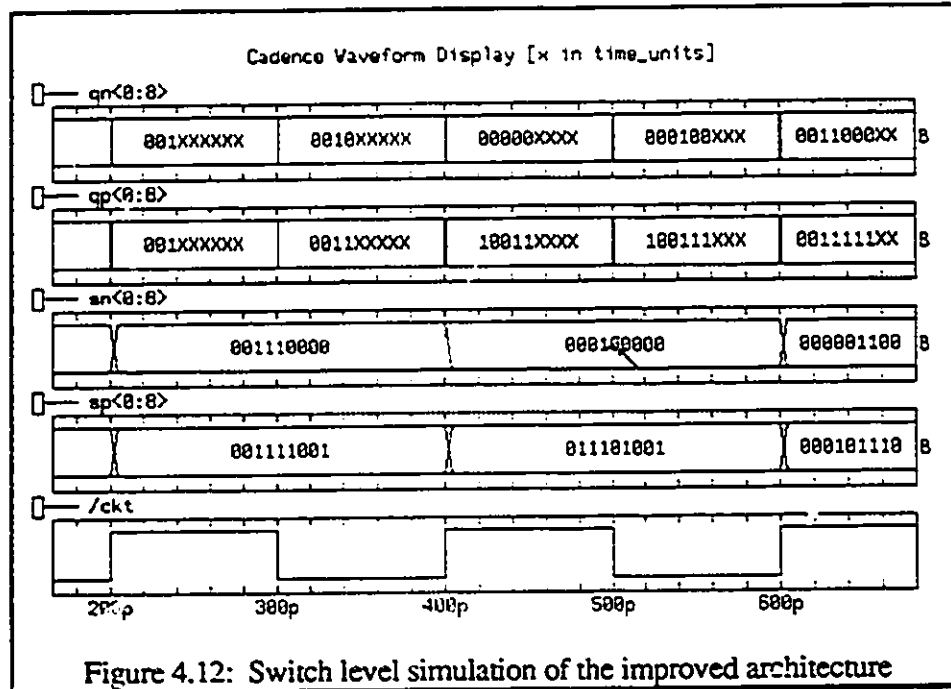 Cadence Waveform Display [x in time_units]
qn<0:8>
001XXXXXX 0010XXXXX 00000XXXX 000100XXX 0011000XX B
qp<0:8>
001XXXXXX 0011XXXXX 10011XXXX 100111XXX 0011111XX B
sn<0:8>
001110000 000100000 000001100 B
sp<0:8>
001111001 011101001 000101110 B
/ckt
200p 300p 400p 500p 600p
Figure 4.12: Switch level simulation of the improved architecture